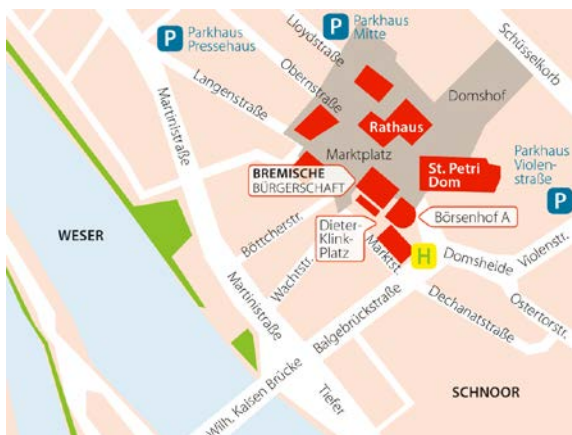 P
Parkhaus
Pressehaus
P
Parkhaus
Mitte
Lloydstraße
Obernstraße
Langenstraße
Martinistraße
Schüsselkorb
Domshof
Rathaus
Marktplatz
BREMISCHE
BÜRGERSCHAFT
St. Petri
Dom
Parkhaus
Violen-
straße
P
Börsenhof A
Dieter-
Klink-
Platz
Marktst.
H
Domsheide
Violenstr.
Ostertorstr.
Dechanatstraße
WESER
Böttcherstr.
Wachtstr.
Martinistraße
Balgebrückstraße
Wilh. Kaisen Brücke
Tiefer
SCHNOOR